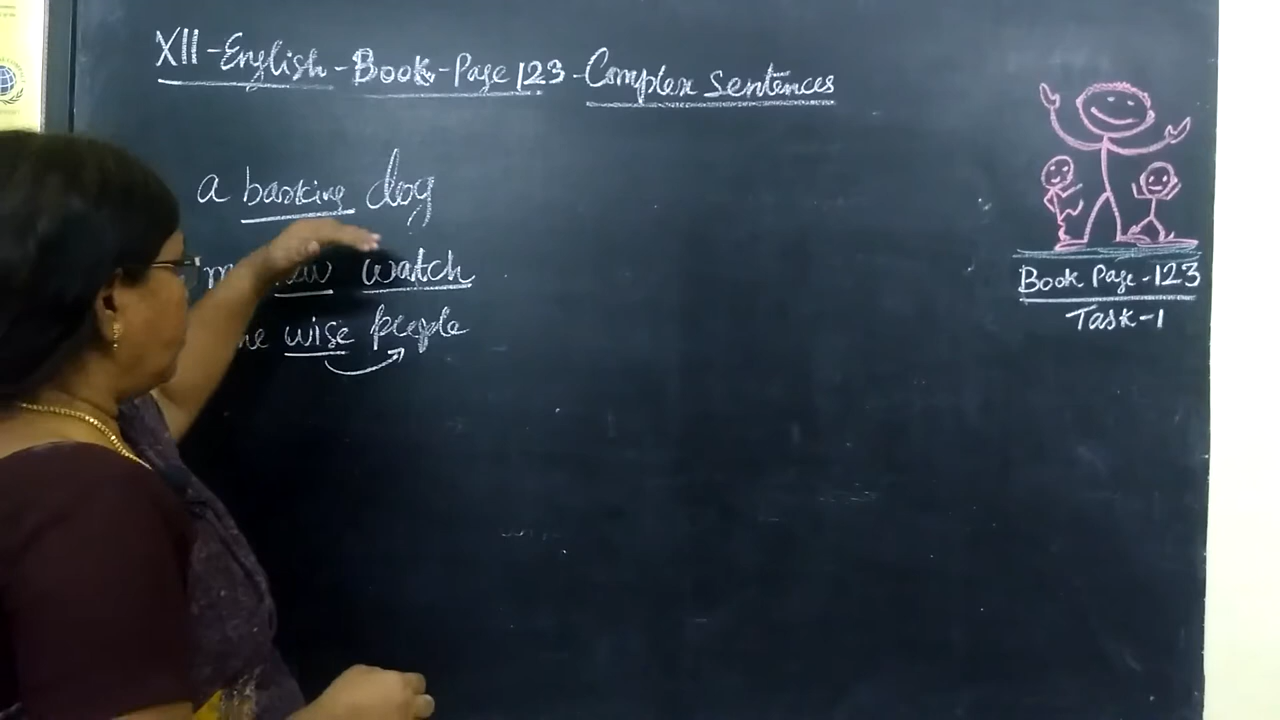 XII-English-Book-Page 123-Complex Sentences
a barking dog
watch
wise people
Book Page-123
Task-1